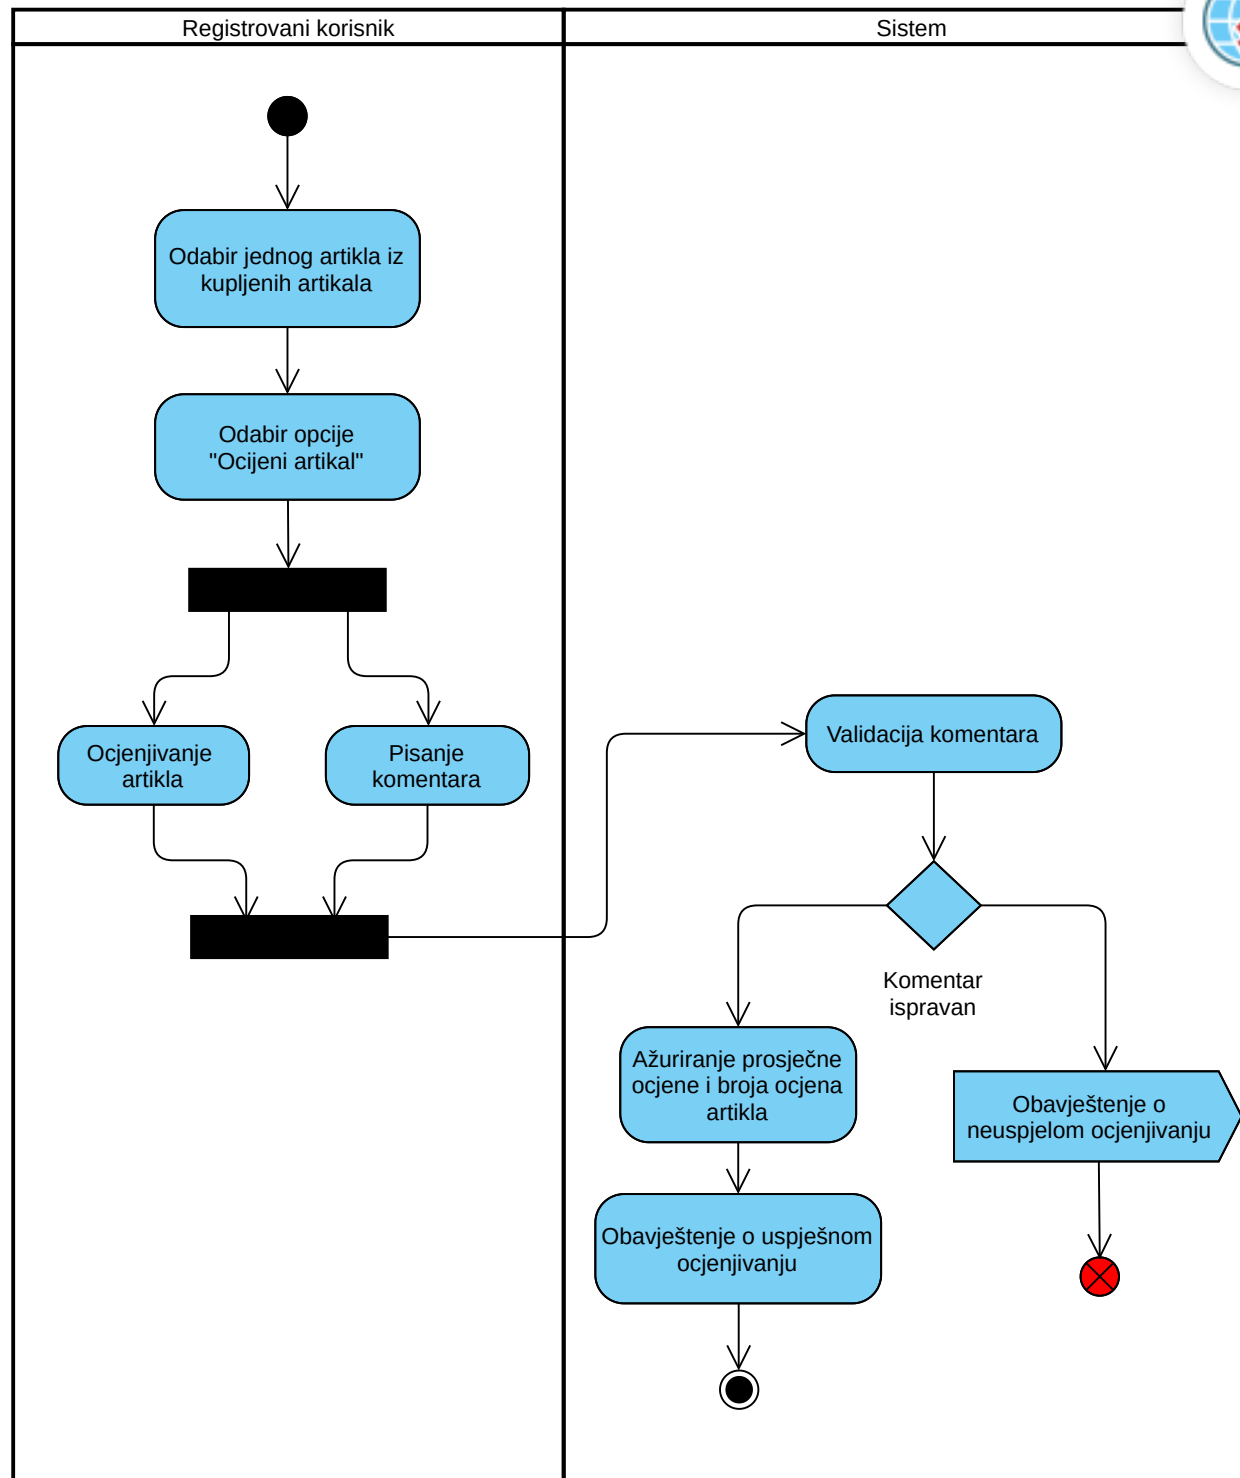 Registrovani korisnik
Sistem
Odabir jednog artikla iz
kupljenih artikala
Odabir opcije
"Ocijeni artikal"
Ocjenjivanje
artikla
Pisanje
komentara
Validacija komentara
Komentar
ispravan
Ažuriranje prosječne
ocjene i broja ocjena
artikla
Obavještenje o
neuspjelom ocjenjivanju
Obavještenje o uspješnom
ocjenjivanju